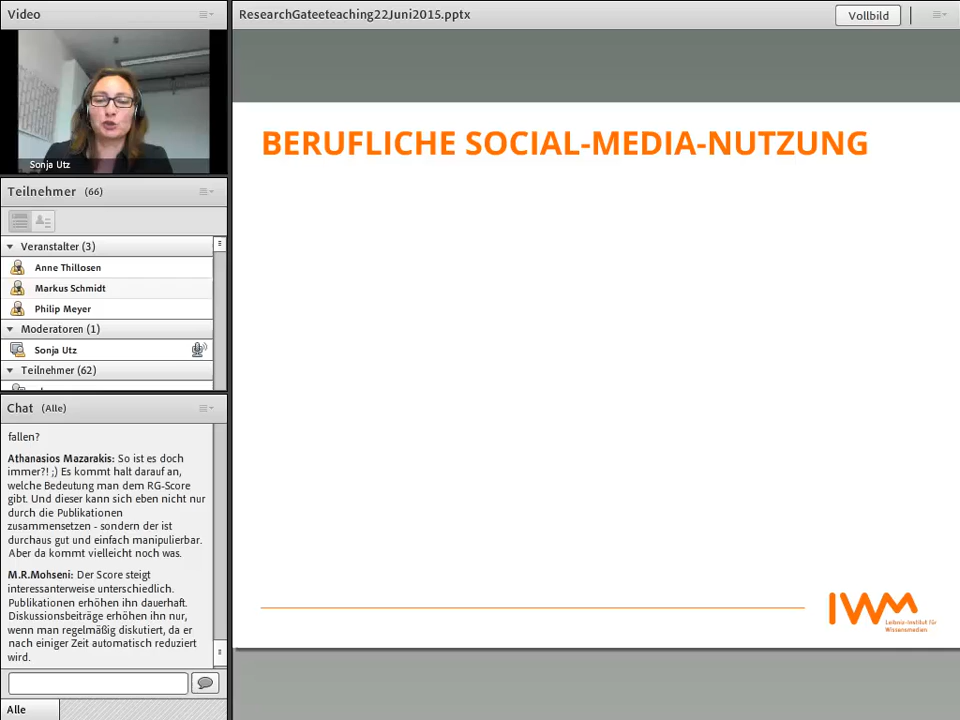 Video
Sonja Utz
Teilnehmer (66)
Veranstalter (3)
Anne Thillosen
Markus Schmidt
Philip Meyer
Moderatoren (1)
Sonja Utz
Teilnehmer (62)
Chat (Alle)
fallen?
Athanasios Mazarakis: So ist es doch
immer?! ;) Es kommt halt darauf an,
welche Bedeutung man dem RG-Score
gibt. Und dieser kann sich eben nicht nur
durch die Publikationen
zusammensetzen - sondern der ist
durchaus gut und einfach manipulierbar.
Aber da kommt vielleicht noch was.
M.R.Mohseni: Der Score steigt
interessanterweise unterschiedlich.
Publikationen erhöhen ihn dauerhaft.
Diskussionsbeiträge erhöhen ihn nur,
wenn man regelmäßig diskutiert, da er
nach einiger Zeit automatisch reduziert
wird.
Alle
ResearchGateeteaching22Juni2015.pptx
Vollbild
BERUFLICHE SOCIAL-MEDIA-NUTZUNG
IWM
Leibniz-Institut für
Wissensmedien